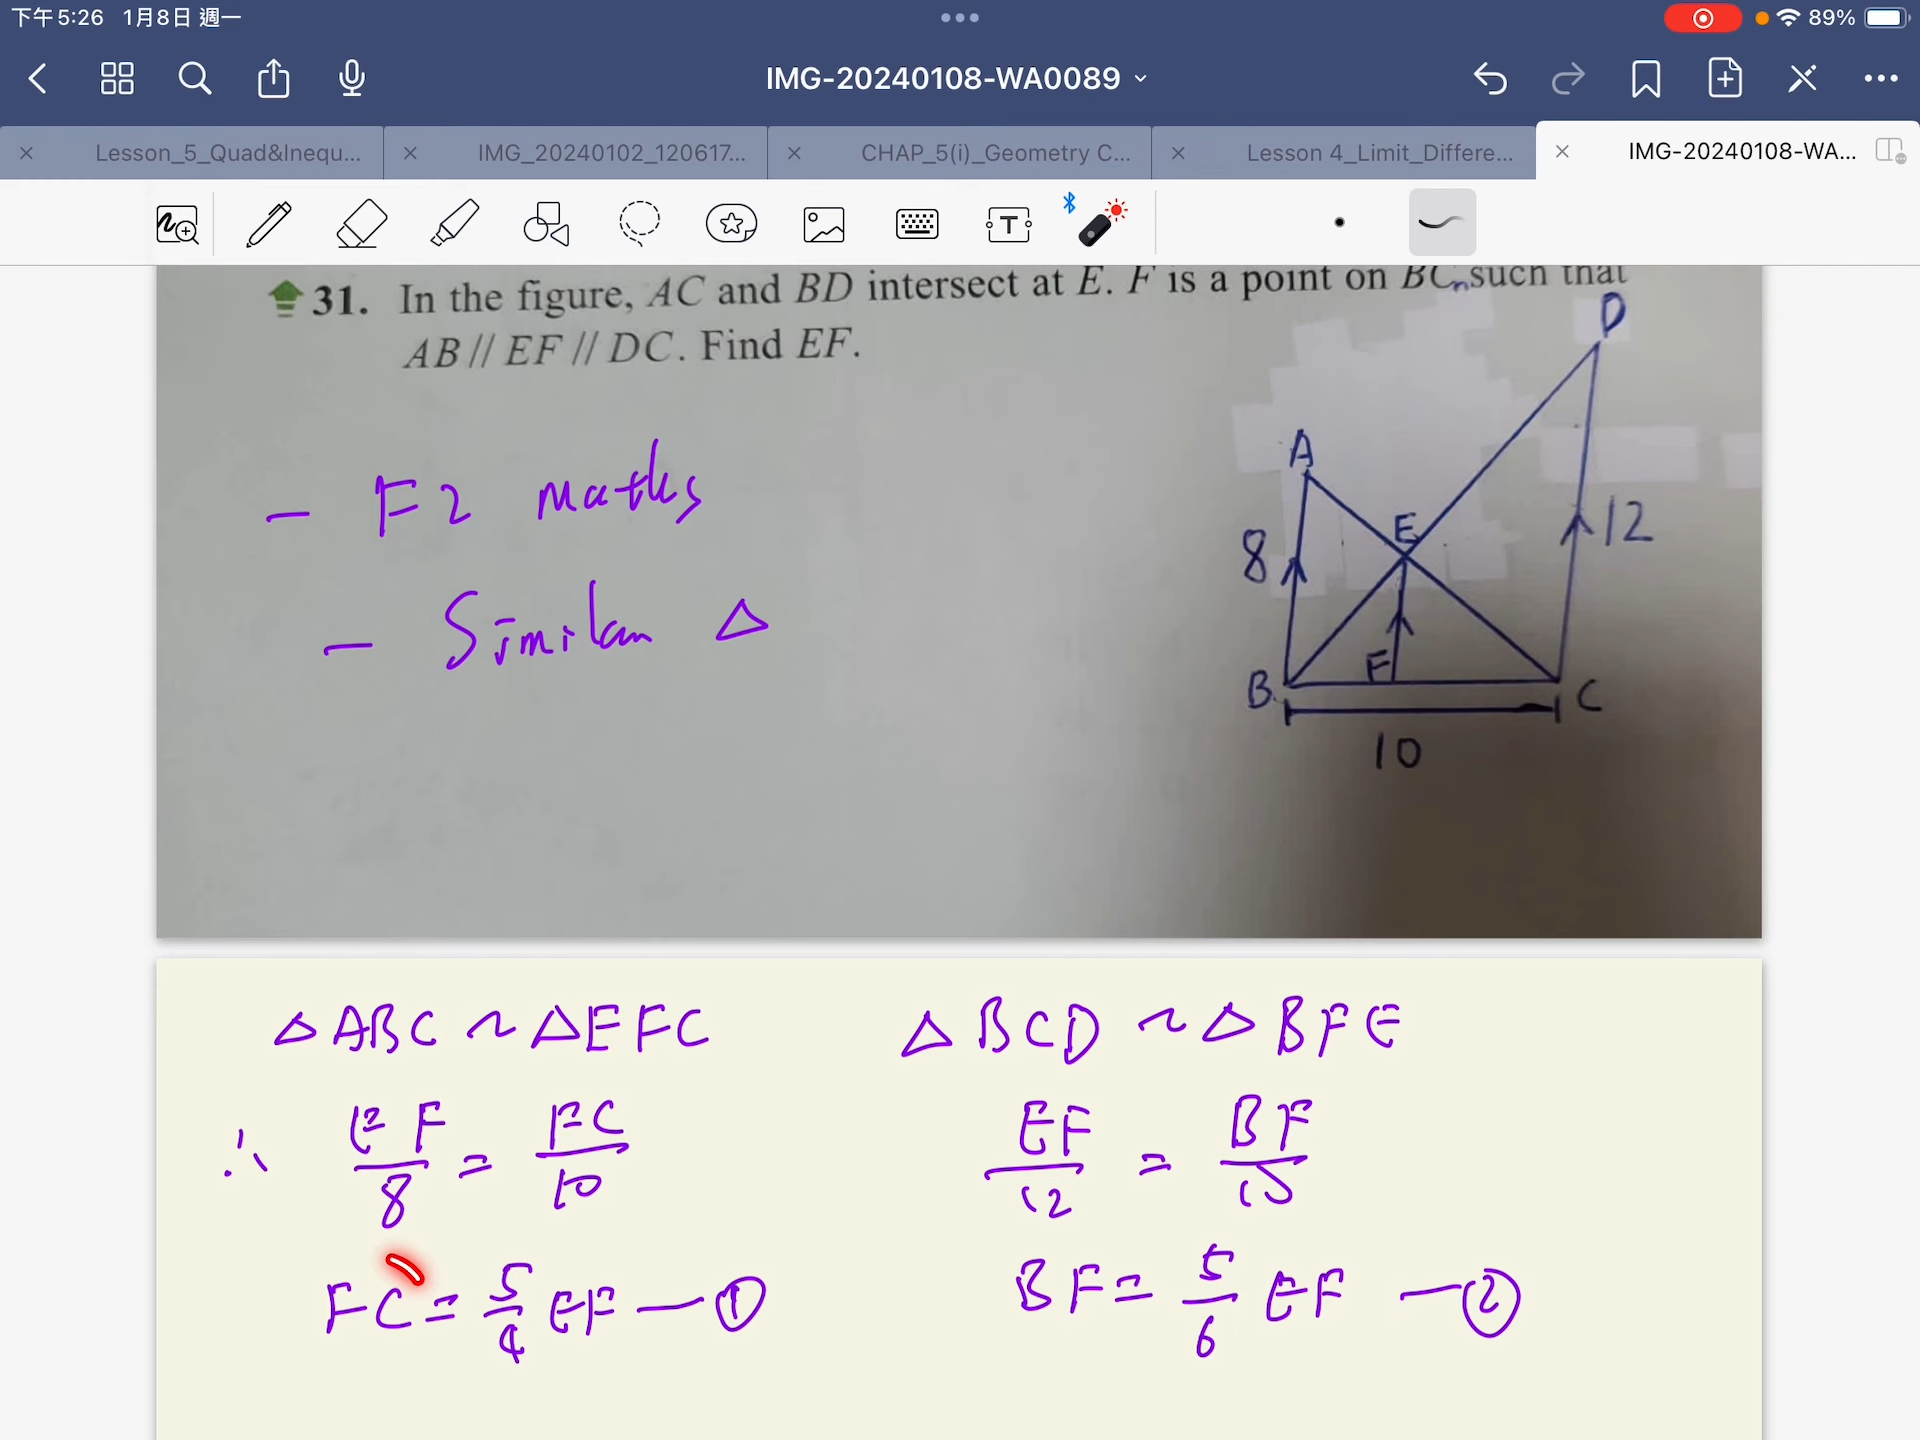 下午5:26 1月8日 週一
89%
IMG-20240108-WA0089
Lesson_5_Quad&Inequ...
IMG_20240102_120617...
CHAP_5(i)_Geometry C...
Lesson 4_Limit_Differe...
IMG-20240108-WA...
T
31. In the figure, AC and BD intersect at E. F is a point on BC such that
AB // EF // DC. Find EF.
D
A
E
8
12
B
F
C
10
- F2 maths
- Similar △
△ABC ~ △EFC
∴ EF/8 = FC/10
FC = 5/4 EF — ①
△BCD ~ △BFE
EF/12 = BF/10
BF = 5/6 EF — ②